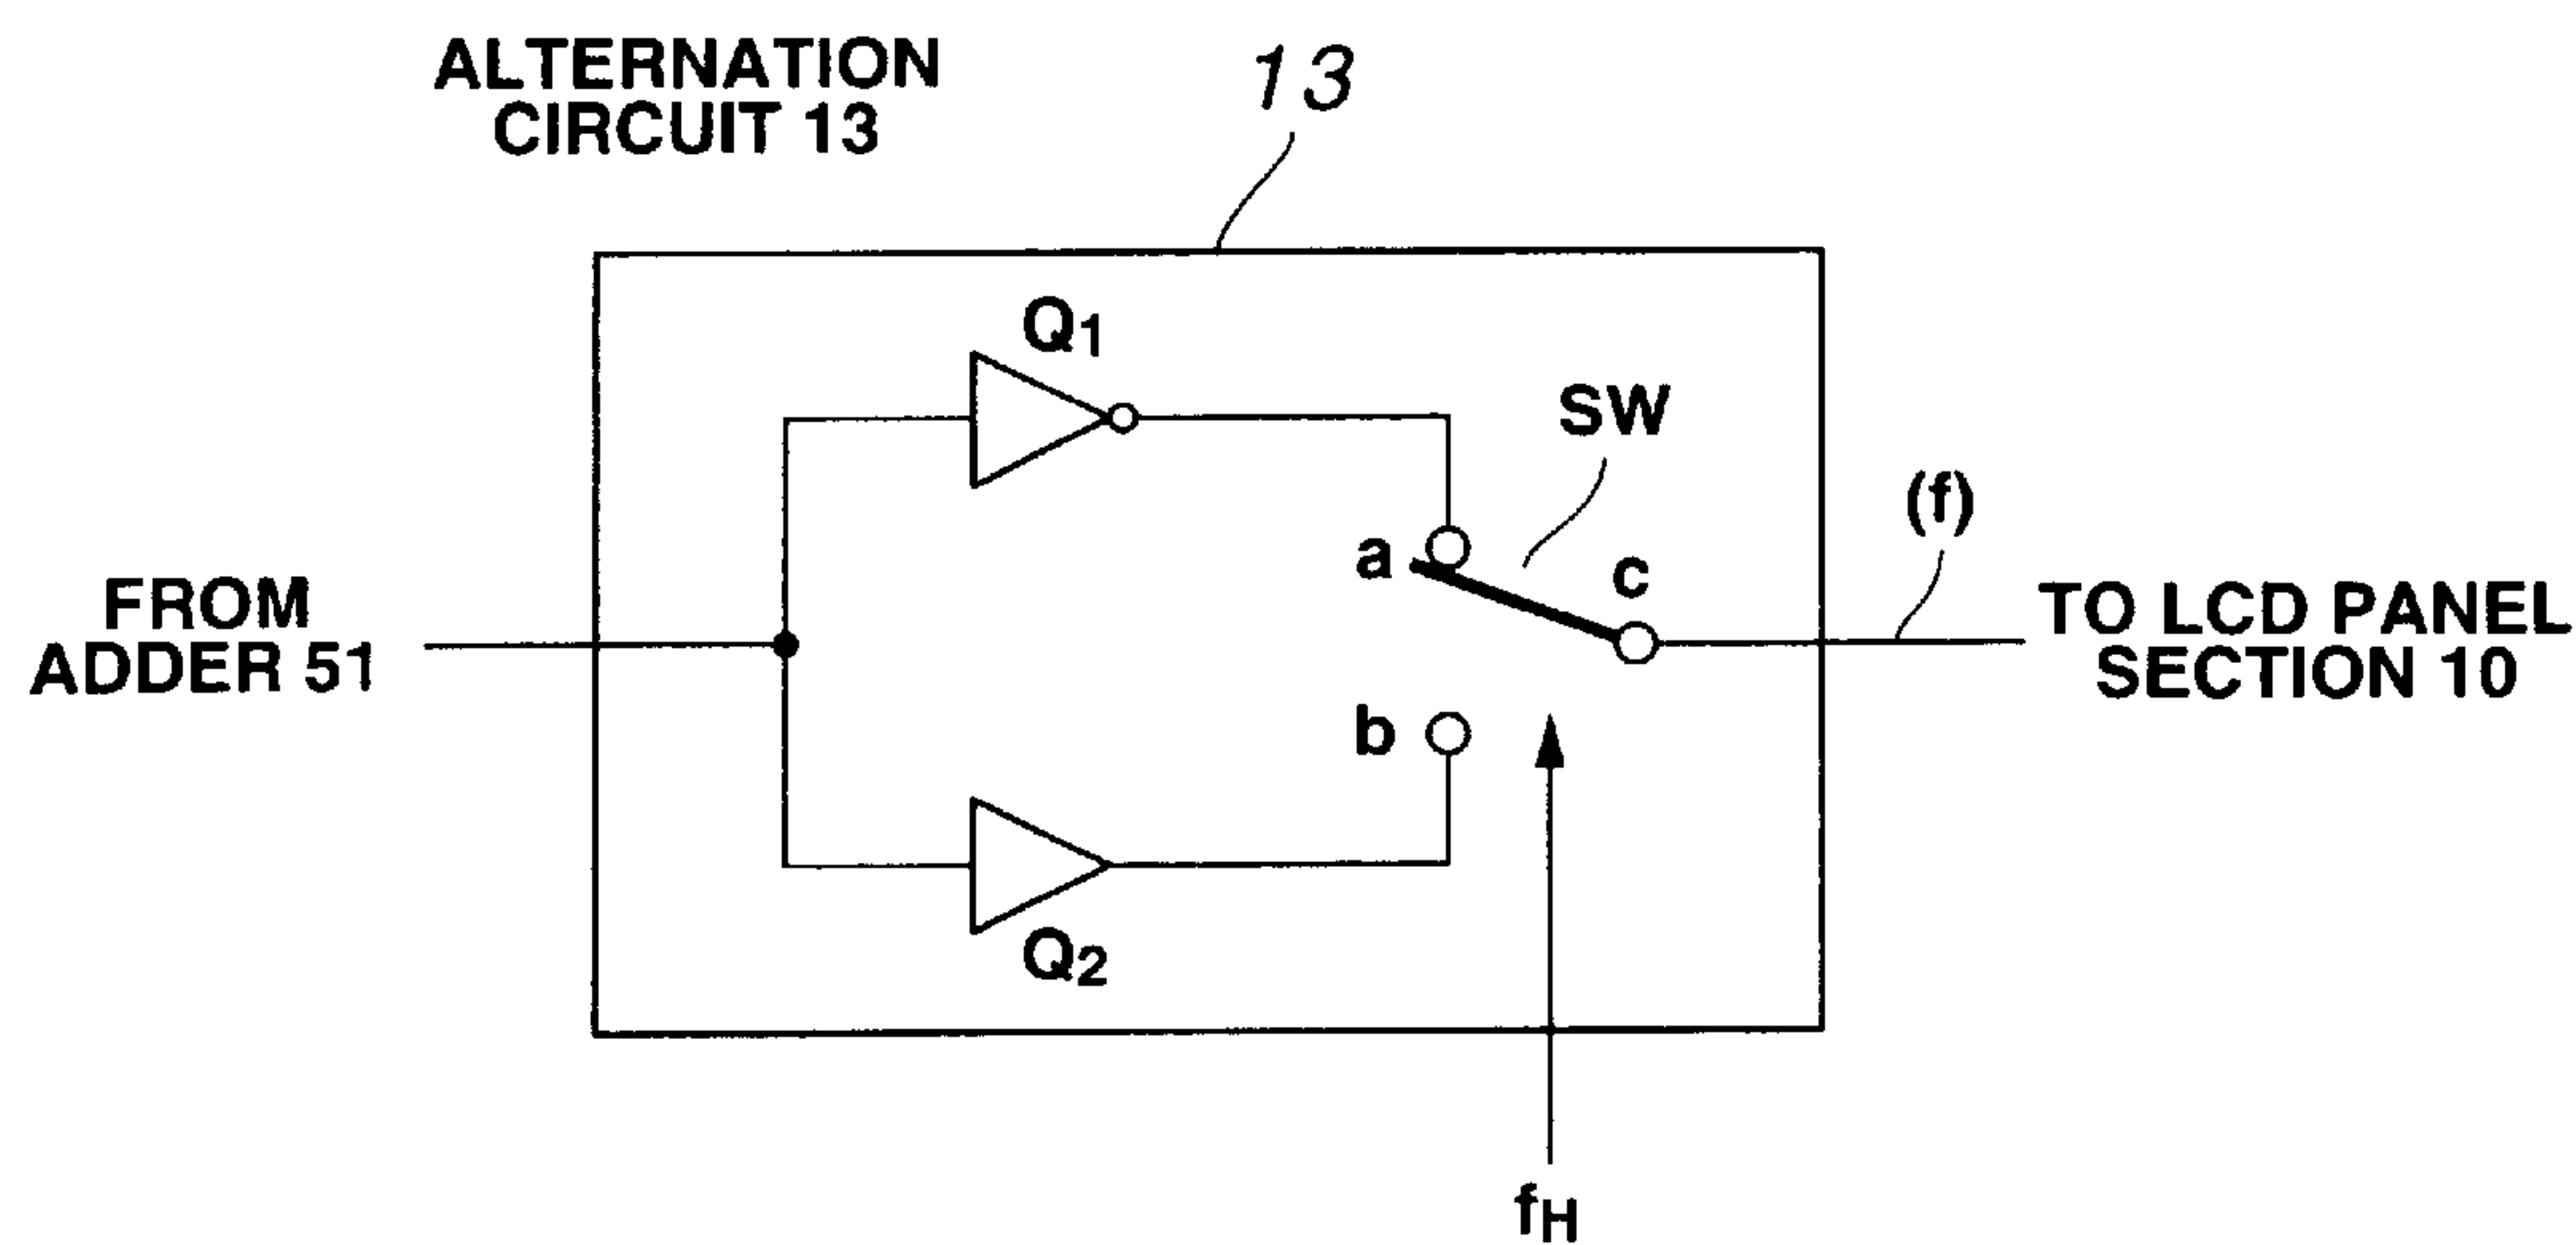 ALTERNATION
CIRCUIT 13
13
Q1
SW
(f)
a
c
FROM
ADDER 51
TO LCD PANEL
SECTION 10
b
Q2
fH